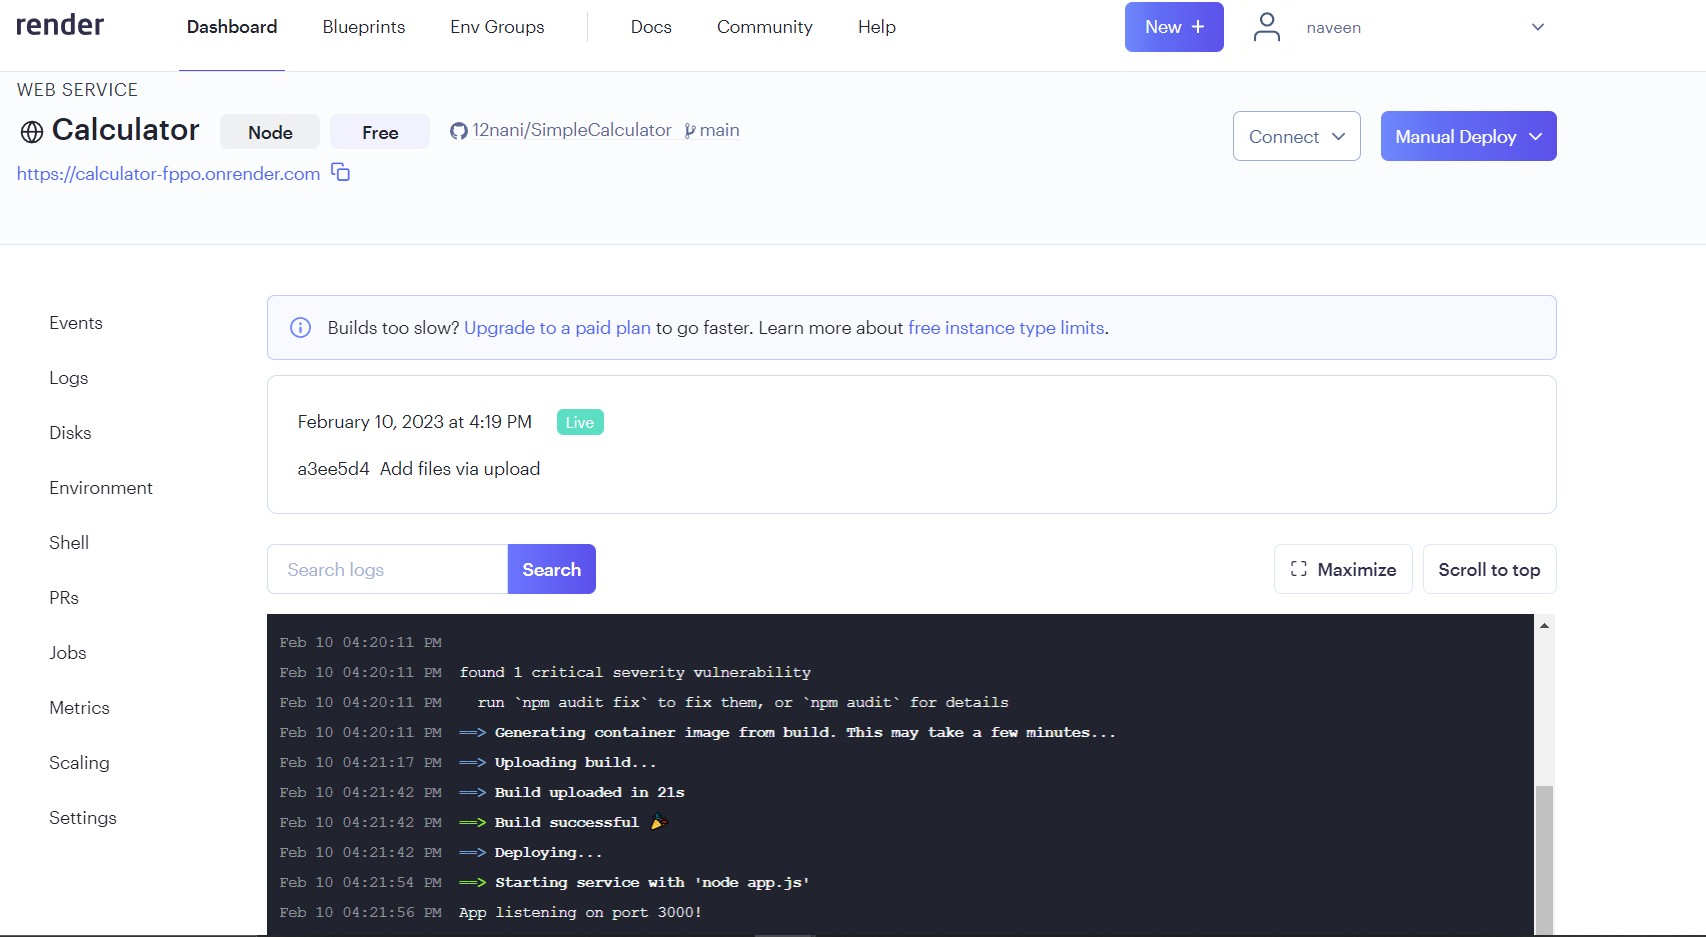 render Dashboard Blueprints Env Groups Docs Community Help New + naveen
WEB SERVICE
Calculator Node Free 12nani/SimpleCalculator main Connect Manual Deploy
https://calculator-fppo.onrender.com
Events
Logs
Disks
Environment
Shell
PRs
Jobs
Metrics
Scaling
Settings
Builds too slow? Upgrade to a paid plan to go faster. Learn more about free instance type limits.
February 10, 2023 at 4:19 PM Live
a3ee5d4 Add files via upload
Search logs Search Maximize Scroll to top
Feb 10 04:20:11 PM
Feb 10 04:20:11 PM found 1 critical severity vulnerability
Feb 10 04:20:11 PM run `npm audit fix` to fix them, or `npm audit` for details
Feb 10 04:20:11 PM ==> Generating container image from build. This may take a few minutes...
Feb 10 04:21:17 PM ==> Uploading build...
Feb 10 04:21:42 PM ==> Build uploaded in 21s
Feb 10 04:21:42 PM ==> Build successful 🎉
Feb 10 04:21:42 PM ==> Deploying...
Feb 10 04:21:54 PM ==> Starting service with 'node app.js'
Feb 10 04:21:56 PM App listening on port 3000!